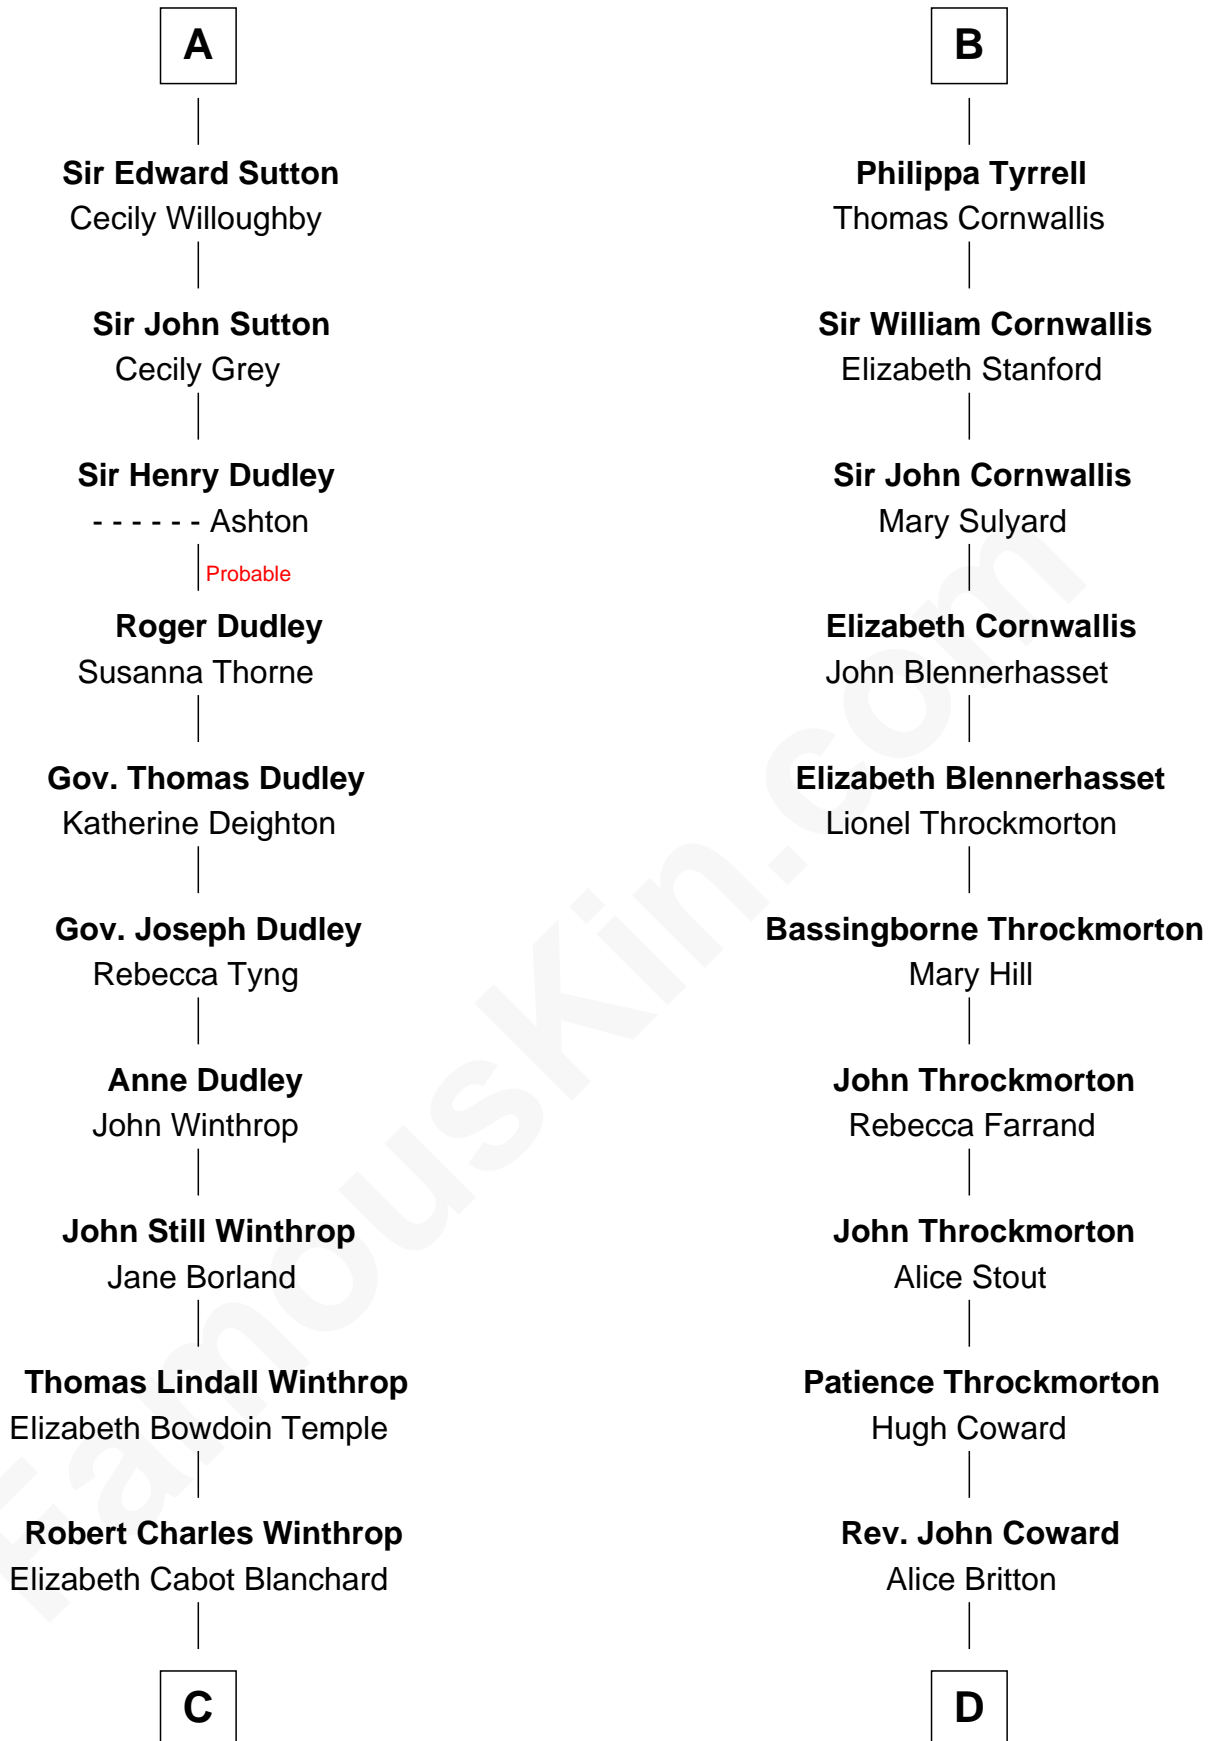 A
Sir Edward Sutton
Cecily Willoughby
Sir John Sutton
Cecily Grey
Sir Henry Dudley
- - - - - - Ashton
Probable
Roger Dudley
Susanna Thorne
Gov. Thomas Dudley
Katherine Deighton
Gov. Joseph Dudley
Rebecca Tyng
Anne Dudley
John Winthrop
John Still Winthrop
Jane Borland
Thomas Lindall Winthrop
Elizabeth Bowdoin Temple
Robert Charles Winthrop
Elizabeth Cabot Blanchard
C
B
Philippa Tyrrell
Thomas Cornwallis
Sir William Cornwallis
Elizabeth Stanford
Sir John Cornwallis
Mary Sulyard
Elizabeth Cornwallis
John Blennerhasset
Elizabeth Blennerhasset
Lionel Throckmorton
Bassingborne Throckmorton
Mary Hill
John Throckmorton
Rebecca Farrand
John Throckmorton
Alice Stout
Patience Throckmorton
Hugh Coward
Rev. John Coward
Alice Britton
D
FamousKin.com